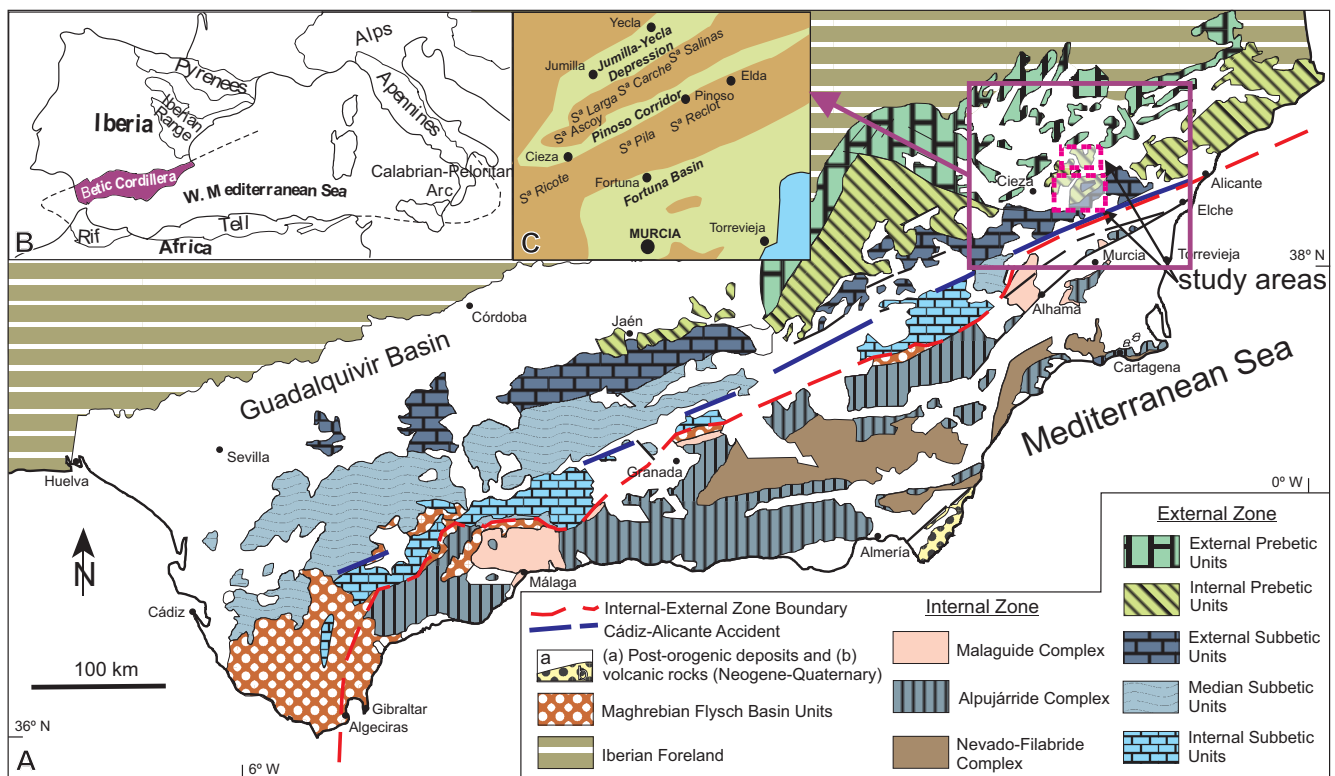 Alps
Pyrenees
Iberian
Range
Apennines
Iberia
Betic Cordillera
W. Mediterranean Sea
Calabrian-Peloritan
Arc
Rif
Tell
Africa
B
C
Yecla
Jumilla-Yecla
Depression
Jumilla
Sª Salinas
Sª Carche
Sª Larga
Elda
Pinoso
Pinoso Corridor
Sª Ascoy
Sª Reclot
Sª Pila
Cieza
Sª Ricote
Fortuna
Fortuna Basin
MURCIA
Torrevieja
Cieza
Alicante
Elche
Murcia
Torrevieja
38º N
study areas
Alhama
Cartagena
Córdoba
Jaén
Guadalquivir Basin
Mediterranean Sea
Sevilla
Huelva
Granada
0º W
Almería
N
Málaga
Cádiz
100 km
Gibraltar
Algeciras
36º N
A
6º W
Internal-External Zone Boundary
Cádiz-Alicante Accident
a
b
(a) Post-orogenic deposits and (b)
volcanic rocks (Neogene-Quaternary)
Maghrebian Flysch Basin Units
Iberian Foreland
Internal Zone
Malaguide Complex
Alpujárride Complex
Nevado-Filabride
Complex
External Zone
External Prebetic
Units
Internal Prebetic
Units
External Subbetic
Units
Median Subbetic
Units
Internal Subbetic
Units